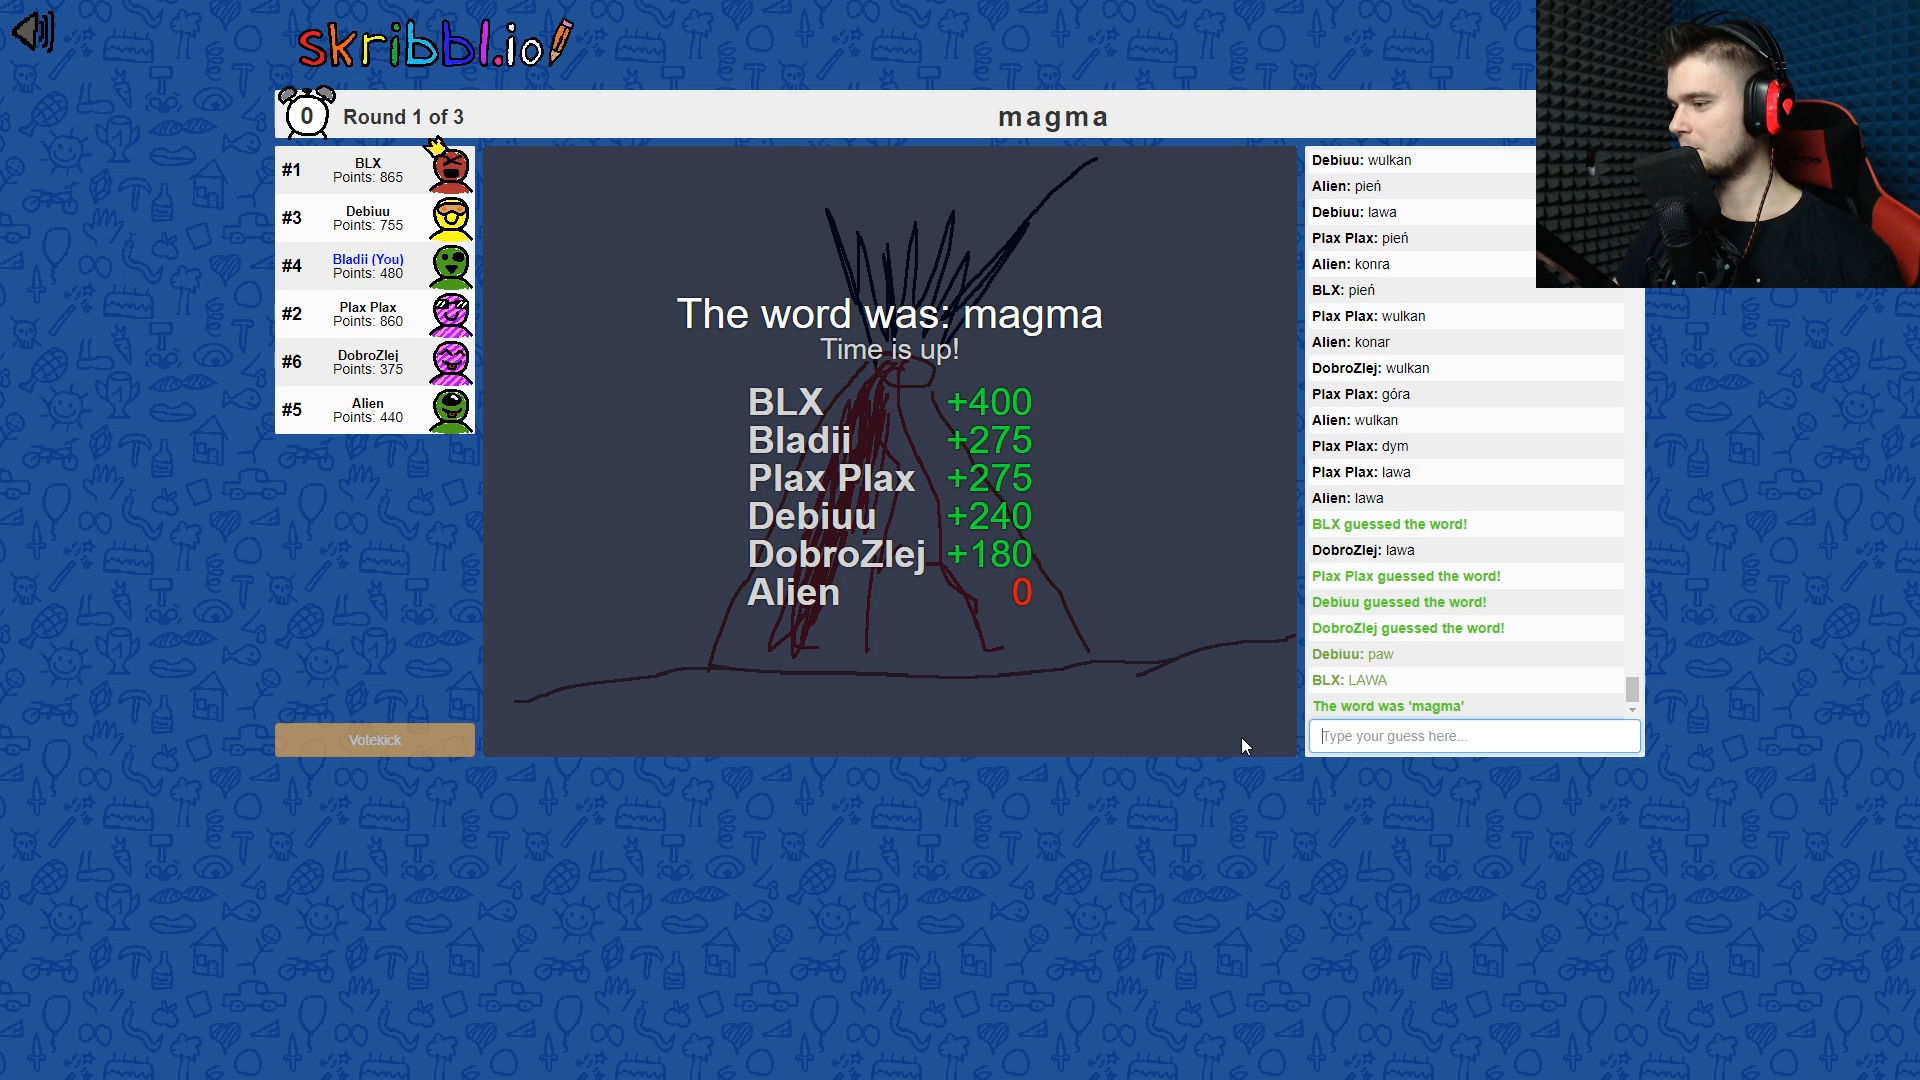 skribbl.io
0
Round 1 of 3
magma
#1
BLX
Points: 865
#3
Debiuu
Points: 755
#4
Bladii (You)
Points: 480
#2
Plax Plax
Points: 860
#6
DobroZlej
Points: 375
#5
Alien
Points: 440
Votekick
The word was: magma
Time is up!
BLX +400
Bladii +275
Plax Plax +275
Debiuu +240
DobroZlej +180
Alien 0
Debiuu: wulkan
Alien: pień
Debiuu: lawa
Plax Plax: pień
Alien: konra
BLX: pień
Plax Plax: wulkan
Alien: konar
DobroZlej: wulkan
Plax Plax: góra
Alien: wulkan
Plax Plax: dym
Plax Plax: lawa
Alien: lawa
BLX guessed the word!
DobroZlej: lawa
Plax Plax guessed the word!
Debiuu guessed the word!
DobroZlej guessed the word!
Debiuu: paw
BLX: LAWA
The word was 'magma'
Type your guess here...